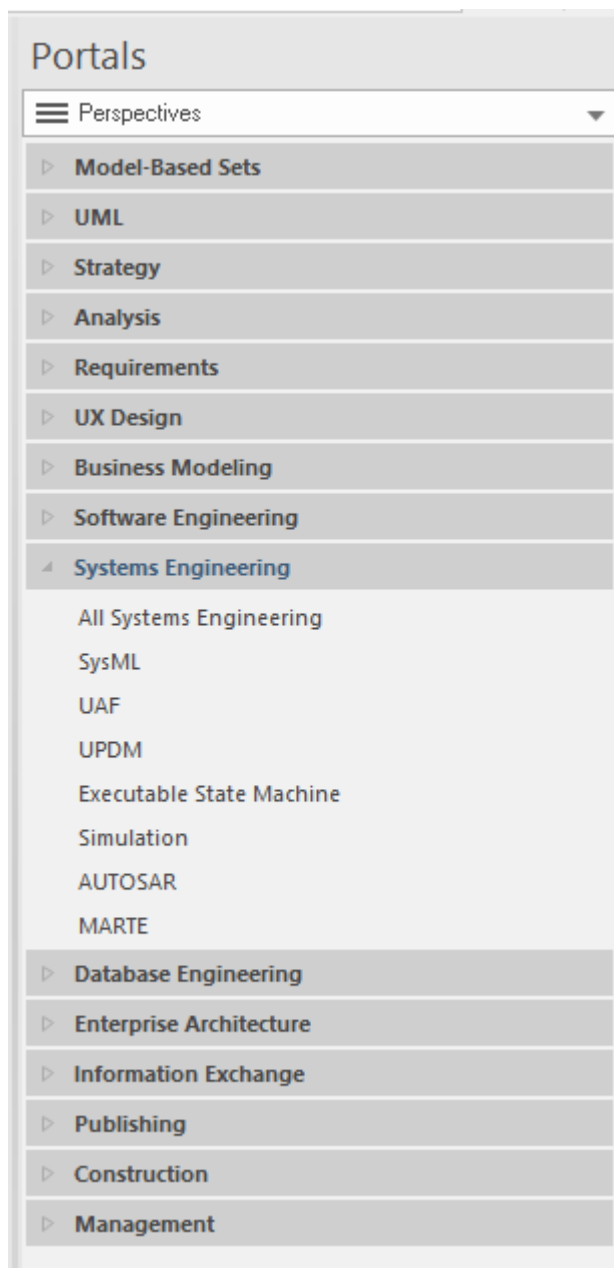 Portals
Perspectives
Model-Based Sets
UML
Strategy
Analysis
Requirements
UX Design
Business Modeling
Software Engineering
Systems Engineering
All Systems Engineering
SysML
UAF
UPDM
Executable State Machine
Simulation
AUTOSAR
MARTE
Database Engineering
Enterprise Architecture
Information Exchange
Publishing
Construction
Management